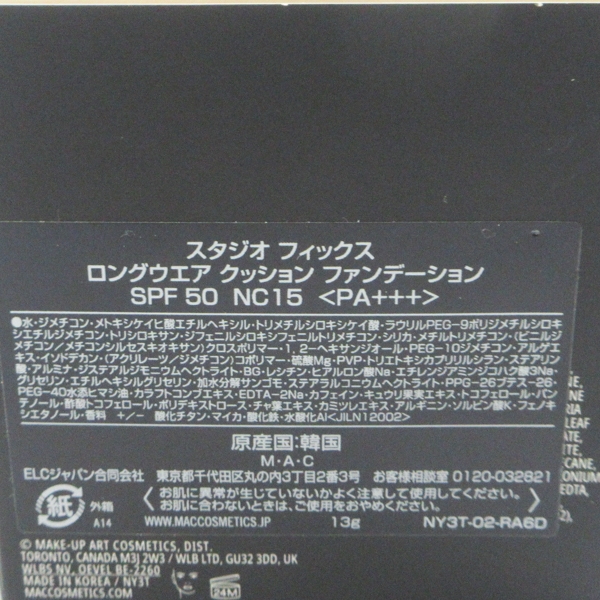 スタジオ フィックス
ロングウエア クッション ファンデーション
SPF 50 NC15 <PA+++>
●水・ジメチコン・メトキシケイヒ酸エチルヘキシル・トリメチルシロキシケイ酸・ラウリルPEG-9ポリジメチルシロキ
シエチルジメチコン・トリシロキサン・ジフェニルシロキシフェニルトリメチコン・シリカ・メチルトリメチコン・(ビニルジ
メチコン/メチコンシルセスキオキサン)クロスポリマー・1,2-ヘキサンジオール・PEG-10ジメチコン・アルゲエ
キス・イソドデカン・(アクリレーツ/ジメチコン)コポリマー・硫酸Mg・PVP・トリエトキシカプリリルシラン・ステアリン
酸・アルミナ・ジステアルジモニウムヘクトライト・BG・レシチン・ヒアルロン酸Na・エチレンジアミンジコハク酸3Na・
グリセリン・エチルヘキシルグリセリン・加水分解サンゴモ・ステアラルコニウムヘクトライト・PPG-26ブテス-26・
PEG-40水添ヒマシ油・カラフトコンブエキス・EDTA-2Na・カフェイン・キュウリ果実エキス・トコフェロール・パン
テノール・酢酸トコフェロール・ポリデキストロース・チャ葉エキス・カミツレエキス・アルギニン・ソルビン酸K・フェノキ
シエタノール・香料 +/- 酸化チタン・マイカ・酸化鉄・水酸化Al<JILN12002>
原産国:韓国
M・A・C
ELCジャパン合同会社 東京都千代田区丸の内3丁目2番3号 お客様相談室 0120-032821
紙 外箱 A14
〈お肌に異常が生じていないかよく注意して使用してください。
お肌に合わないときは、ご使用をおやめください。〉
WWW.MACCOSMETICS.JP 13g NY3T-02-RA6D
© MAKE-UP ART COSMETICS, DIST.
TORONTO, CANADA M3J 2W3 / WLB LTD, GU32 3DD, UK
WLBS NV, OEVEL BE-2260
MADE IN KOREA / NY3T
MACCOSMETICS.COM
24M
LEAF